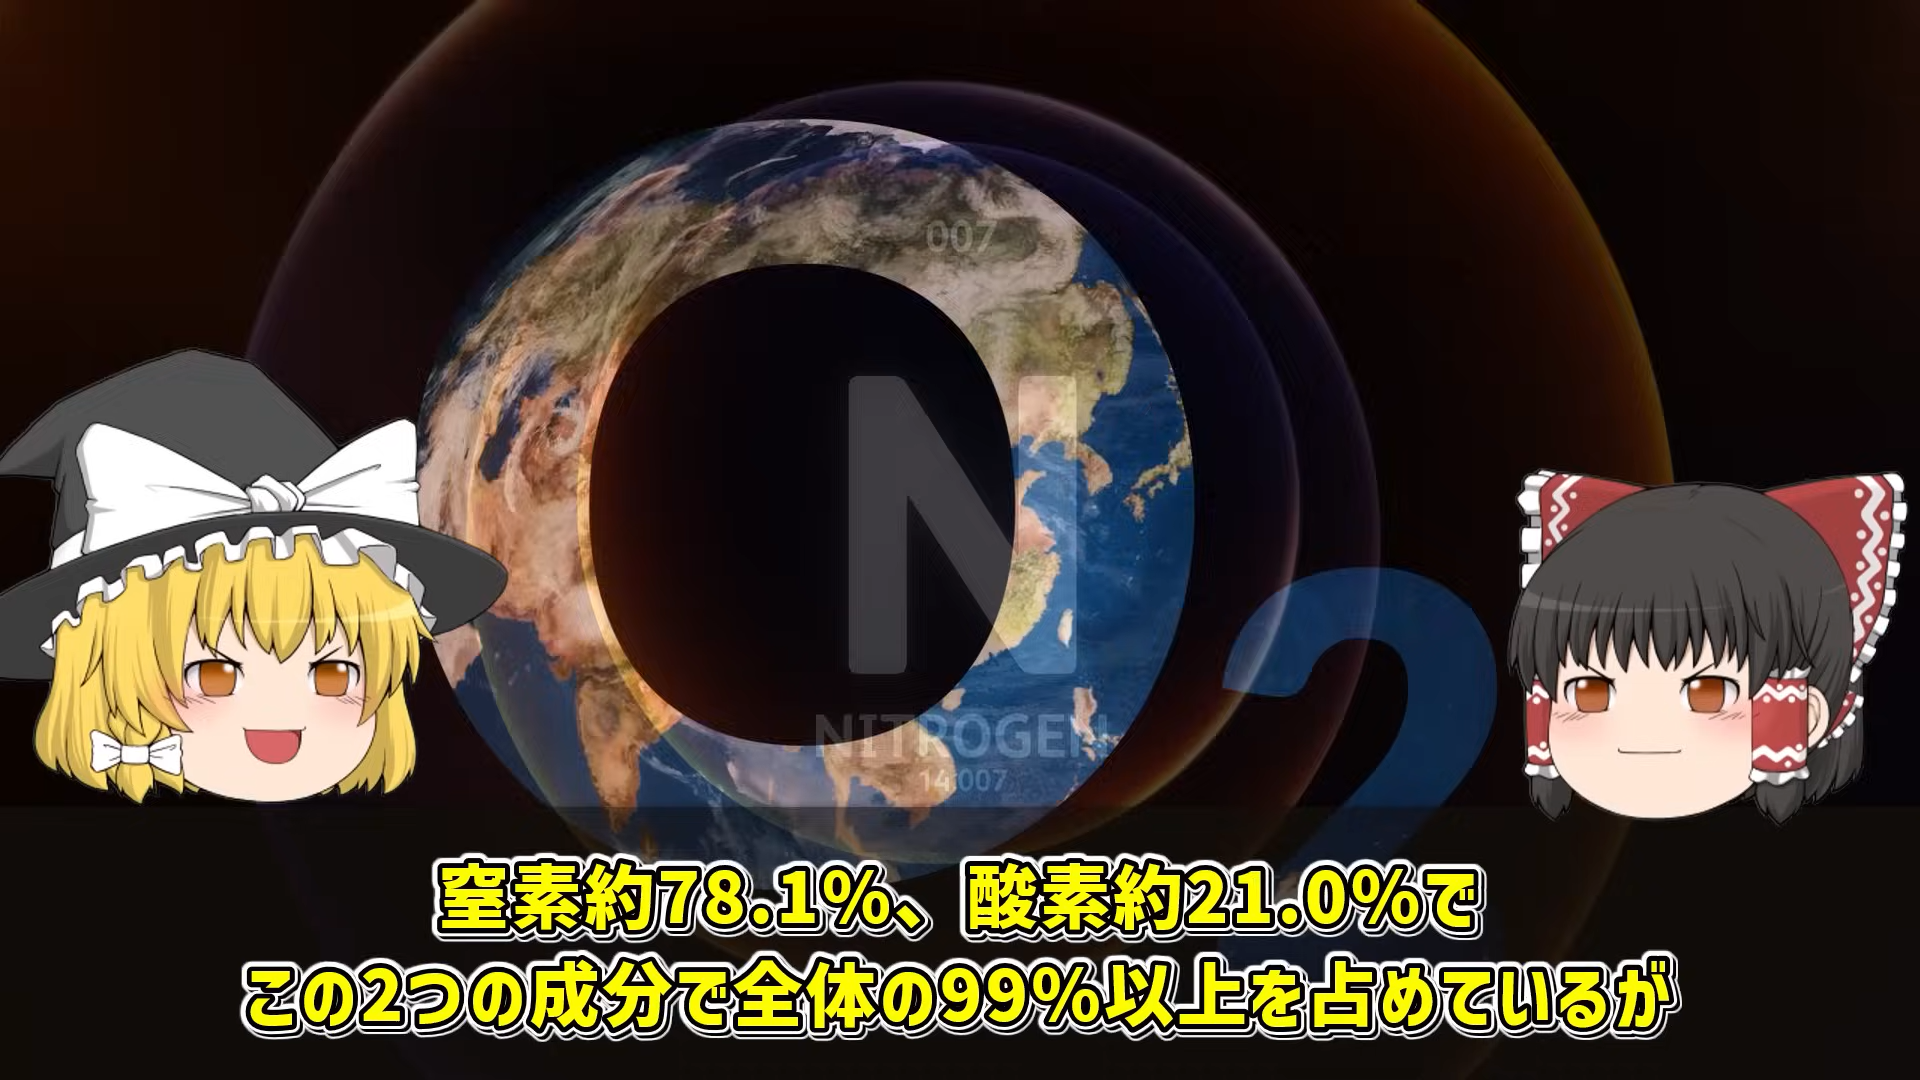 007
N
NITROGEN
14.007
O2
窒素約78.1%、酸素約21.0%で
この2つの成分で全体の99%以上を占めているが